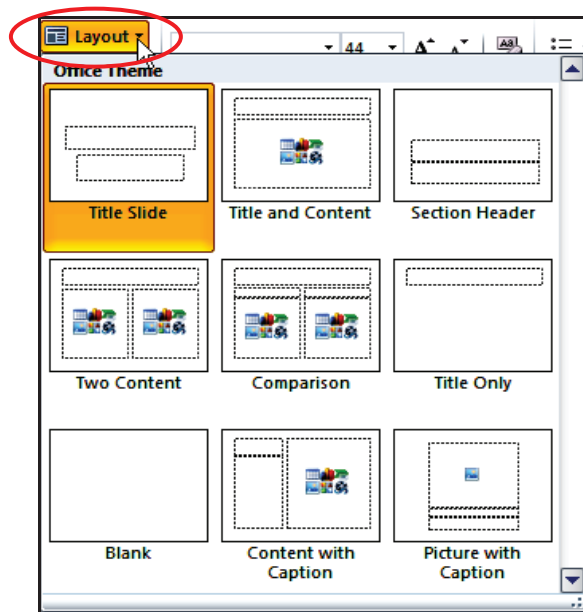 Layout
44
A A Aa
Office Theme
Title Slide
Title and Content
Section Header
Two Content
Comparison
Title Only
Blank
Content with
Caption
Picture with
Caption